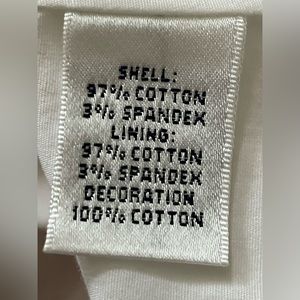 SHELL:
97% COTTON
3% SPANDEX
LINING:
97% COTTON
3% SPANDEX
DECORATION
100% COTTON